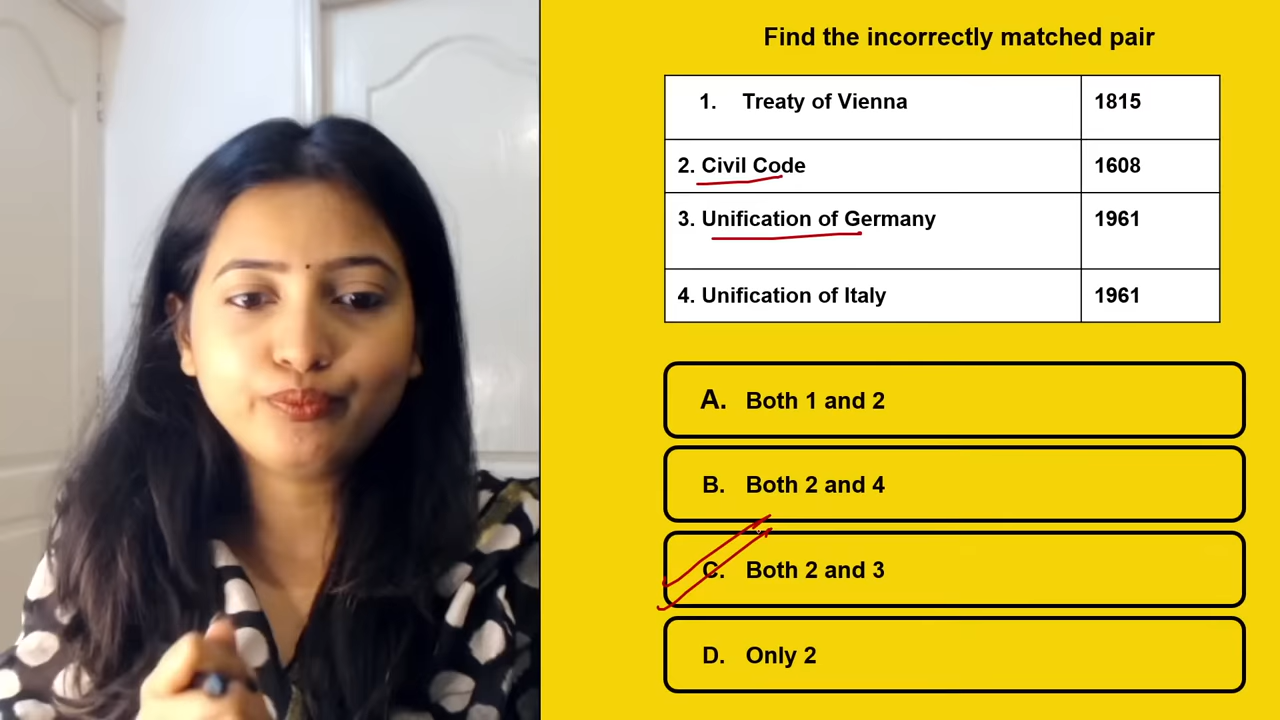 Find the incorrectly matched pair
1. Treaty of Vienna 1815
2. Civil Code 1608
3. Unification of Germany 1961
4. Unification of Italy 1961
A. Both 1 and 2
B. Both 2 and 4
C. Both 2 and 3
D. Only 2